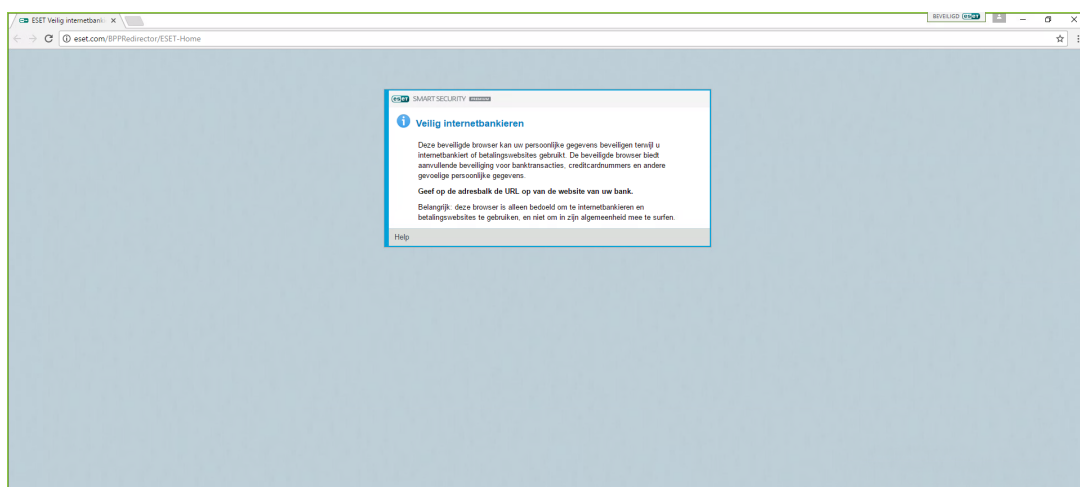 ESET Veilig internetbanki
BEVEILIGD eset
eset.com/BPPRedirector/ESET-Home
eset SMART SECURITY
Veilig internetbankieren
Deze beveiligde browser kan uw persoonlijke gegevens beveiligen terwijl u
internetbankiert of betalingswebsites gebruikt. De beveiligde browser biedt
aanvullende beveiliging voor banktransacties, creditcardnummers en andere
gevoelige persoonlijke gegevens.
Geef op de adresbalk de URL op van de website van uw bank.
Belangrijk: deze browser is alleen bedoeld om te internetbankieren en
betalingswebsites te gebruiken, en niet om in zijn algemeenheid mee te surfen.
Help